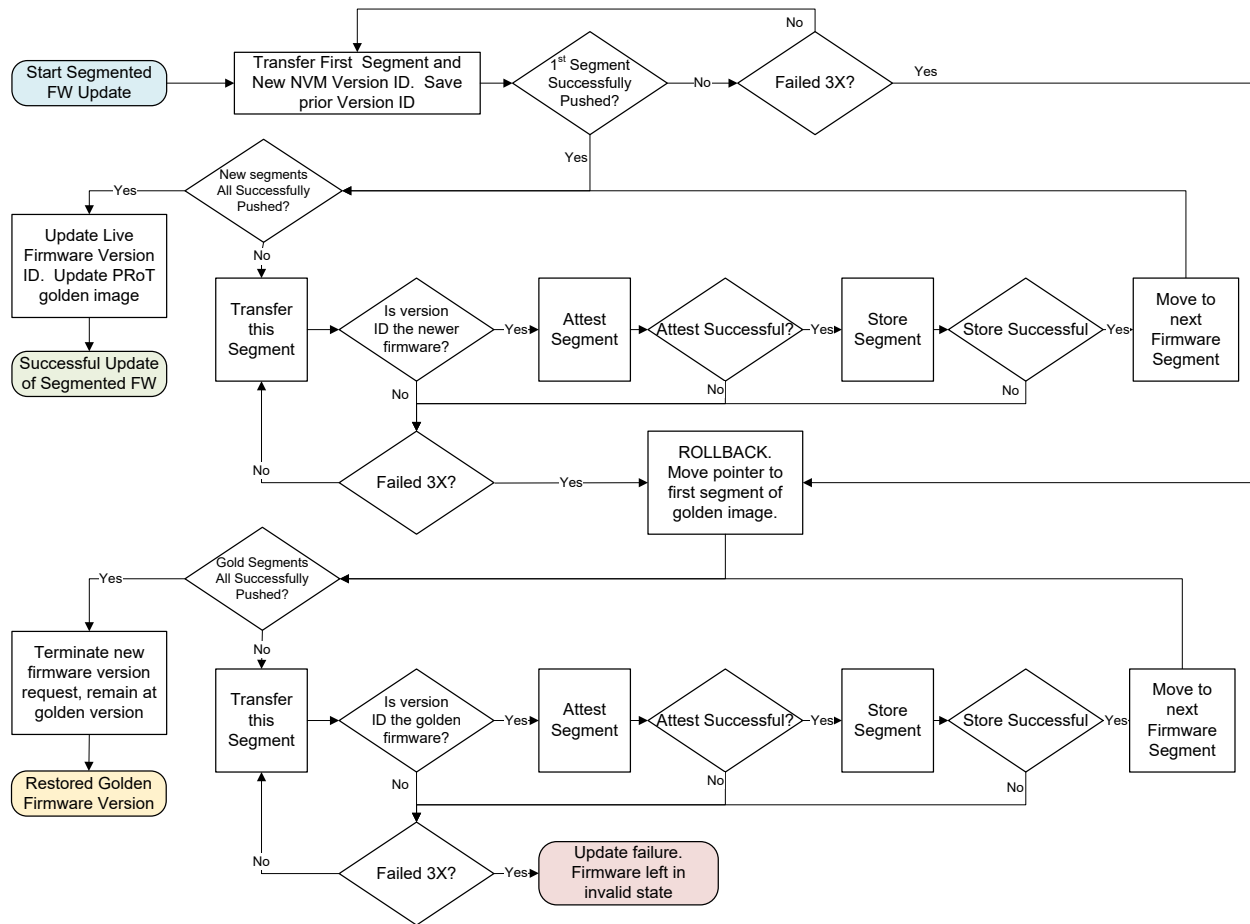 No
Start Segmented
FW Update
Transfer First Segment and
New NVM Version ID. Save
prior Version ID
1st Segment
Successfully
Pushed?
No
Failed 3X?
Yes
Yes
New segments
All Successfully
Pushed?
Yes
No
Update Live
Firmware Version
ID. Update PRoT
golden image
Successful Update
of Segmented FW
Transfer
this
Segment
Is version
ID the newer
firmware?
Yes
Attest
Segment
Attest Successful?
Yes
Store
Segment
Store Successful
Yes
Move to
next
Firmware
Segment
No
No
No
No
Failed 3X?
Yes
ROLLBACK.
Move pointer to
first segment of
golden image.
Gold Segments
All Successfully
Pushed?
Yes
No
Terminate new
firmware version
request, remain at
golden version
Restored Golden
Firmware Version
Transfer
this
Segment
Is version
ID the golden
firmware?
Yes
Attest
Segment
Attest Successful?
Yes
Store
Segment
Store Successful
Yes
Move to
next
Firmware
Segment
No
No
No
No
Failed 3X?
Yes
Update failure.
Firmware left in
invalid state